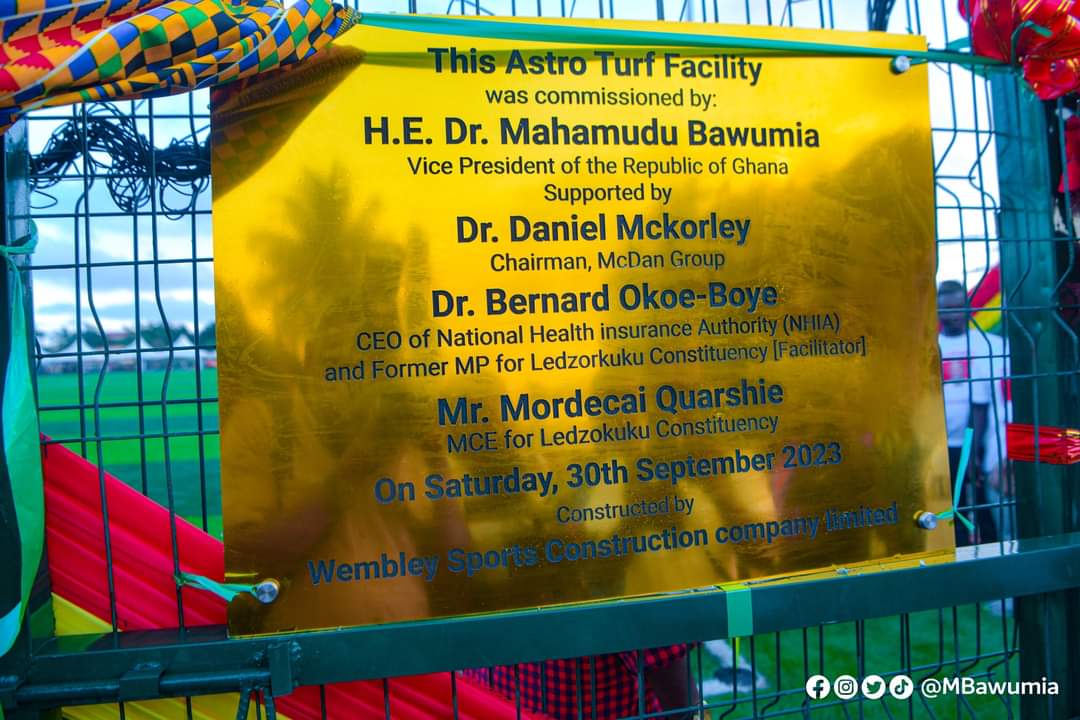 This Astro Turf Facility
was commissioned by:
H.E. Dr. Mahamudu Bawumia
Vice President of the Republic of Ghana
Supported by
Dr. Daniel Mckorley
Chairman, McDan Group
Dr. Bernard Okoe-Boye
CEO of National Health insurance Authority (NHIA)
and Former MP for Ledzorkuku Constituency [Facilitator]
Mr. Mordecai Quarshie
MCE for Ledzokuku Constituency
On Saturday, 30th September 2023
Constructed by
Wembley Sports Construction company limited
@MBawumia